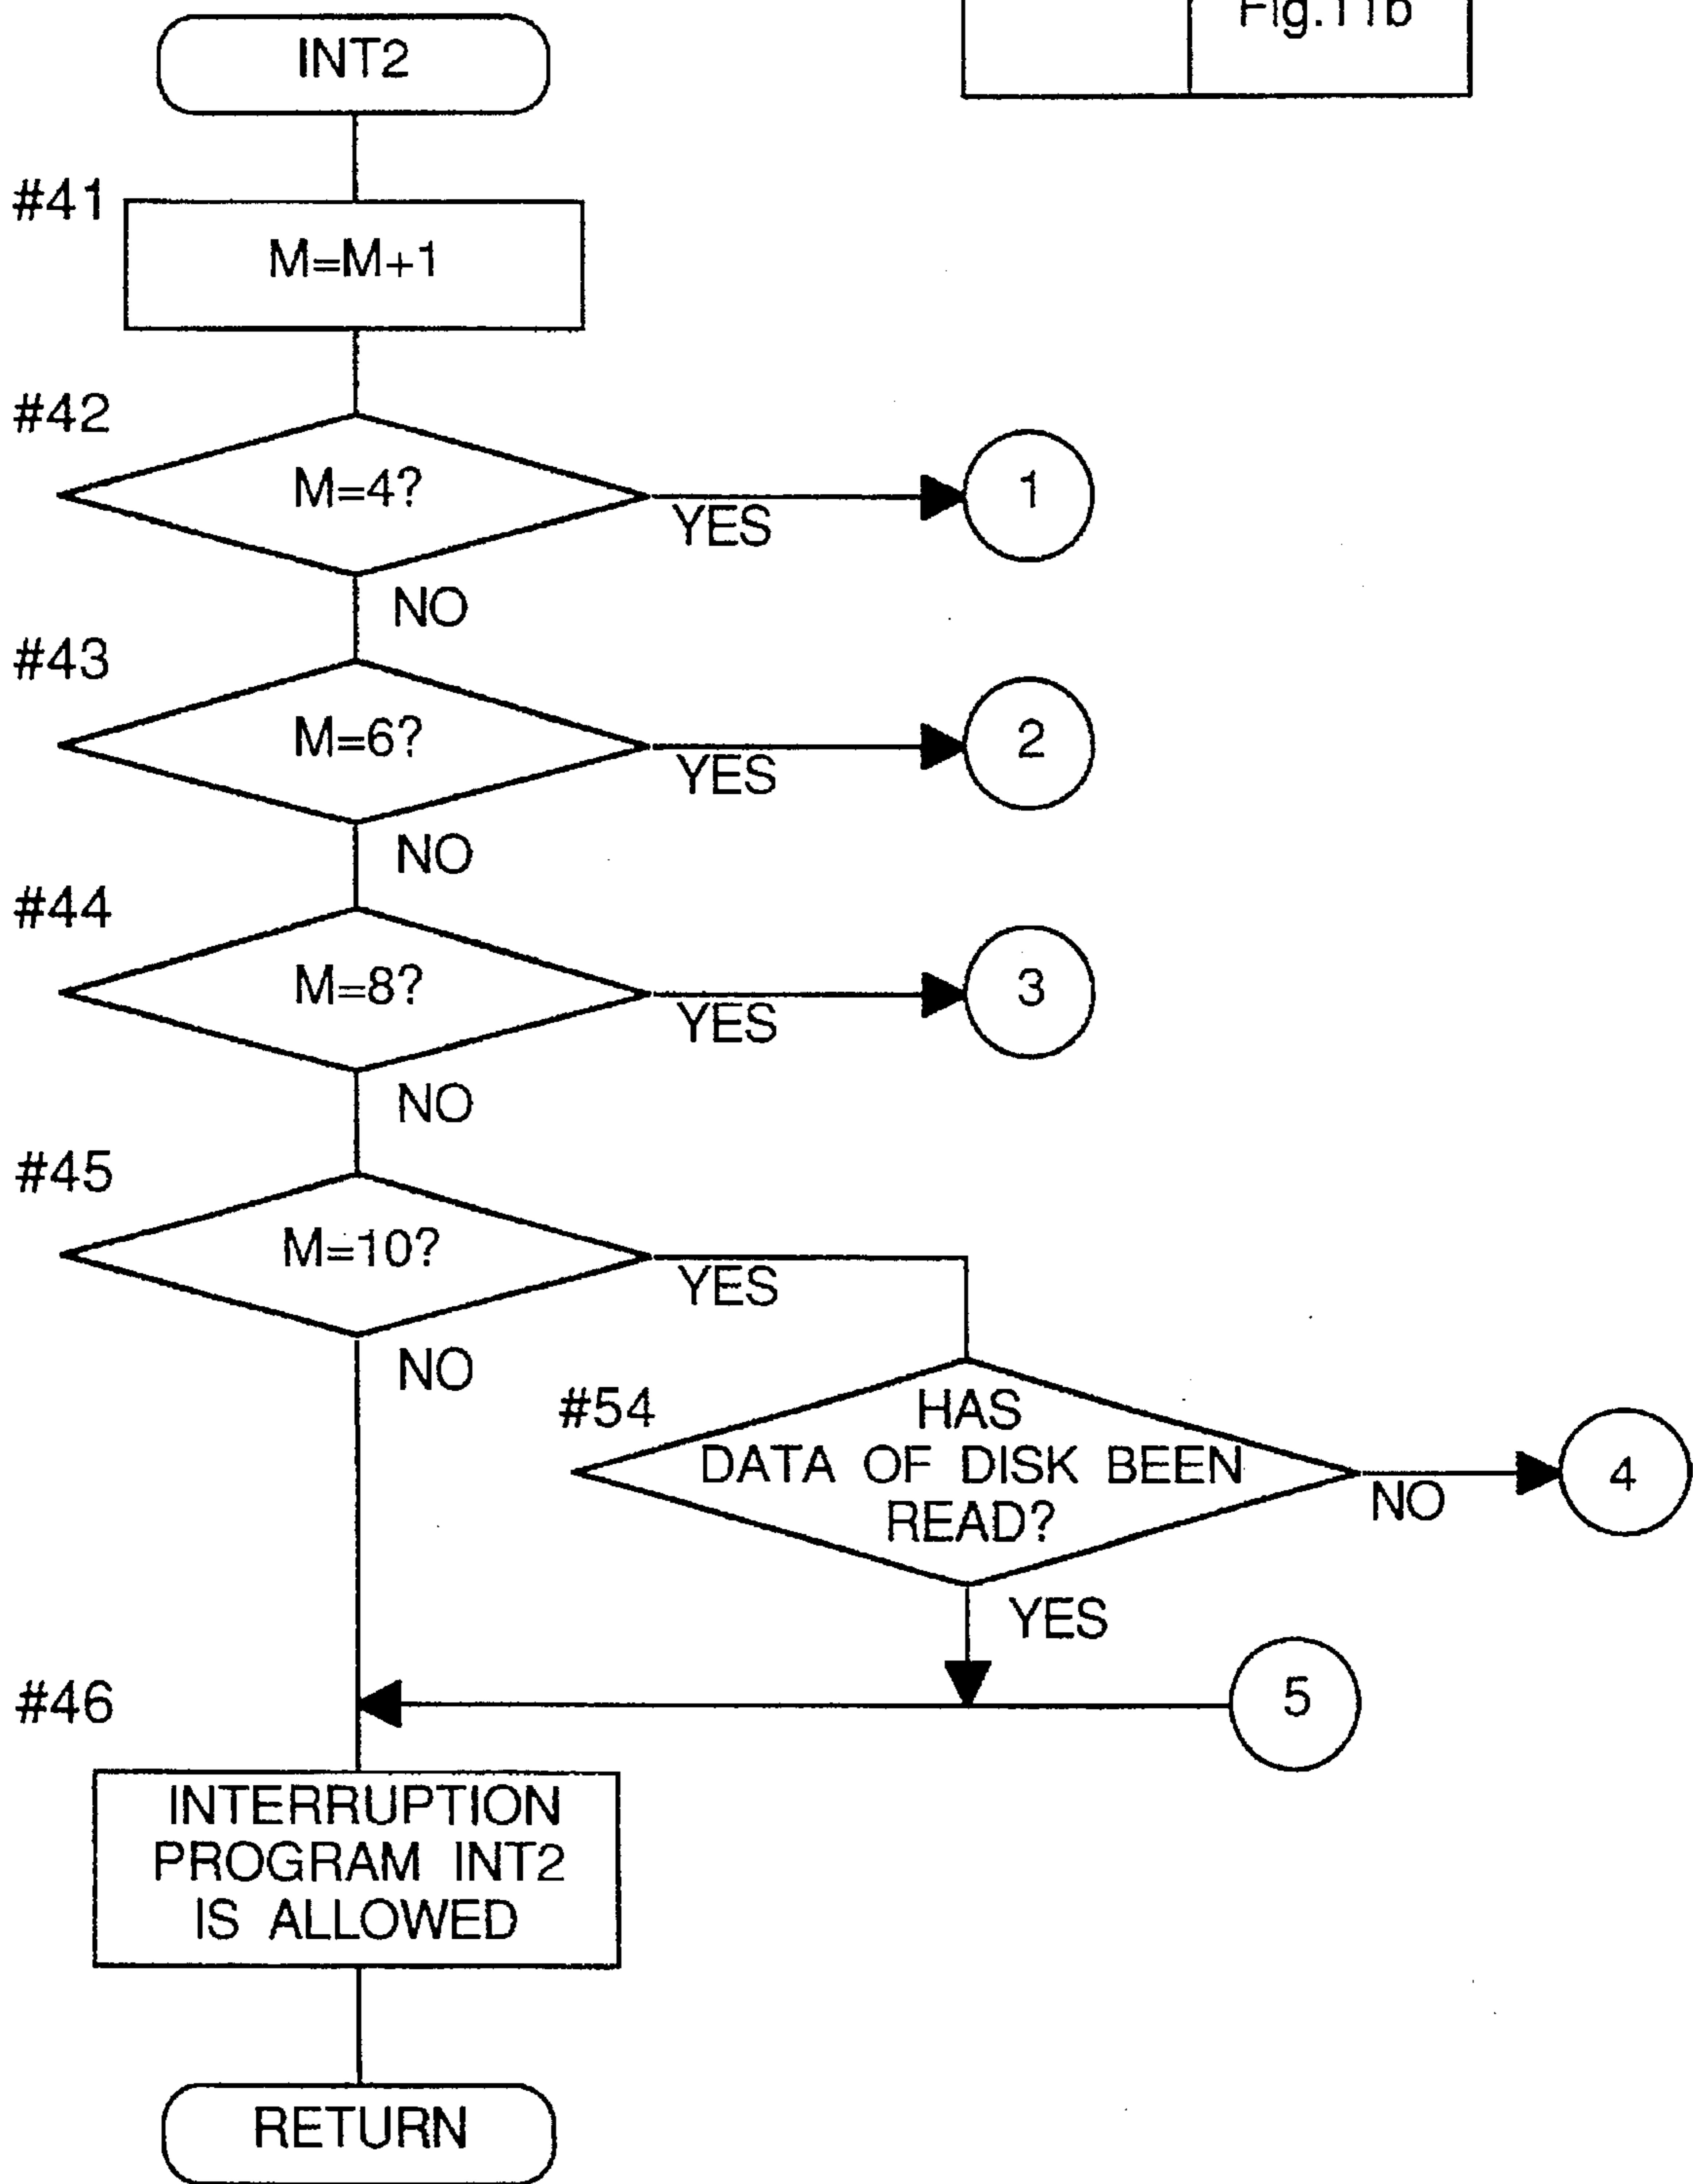 Fig.11b
INT2
#41
M=M+1
#42
M=4?
YES
1
NO
#43
M=6?
YES
2
NO
#44
M=8?
YES
3
NO
#45
M=10?
YES
NO
#54
HAS
DATA OF DISK BEEN
READ?
NO
4
YES
5
#46
INTERRUPTION
PROGRAM INT2
IS ALLOWED
RETURN